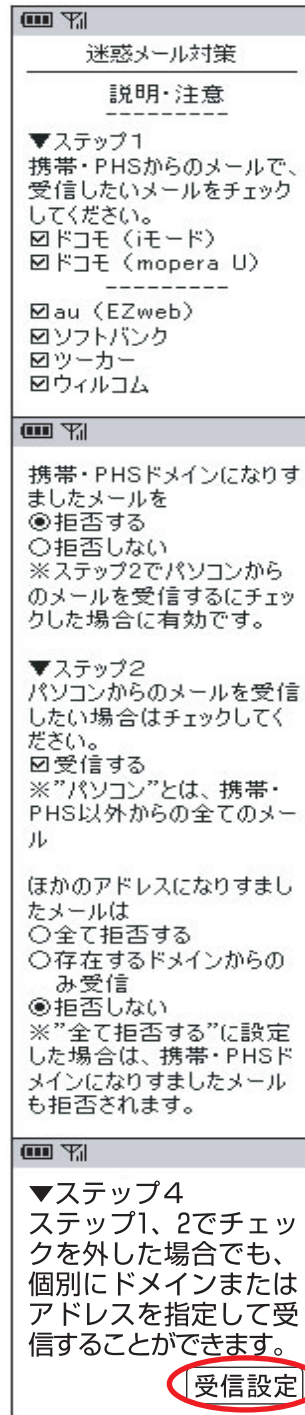 迷惑メール対策
説明・注意
▼ステップ1
携帯・PHSからのメールで、
受信したいメールをチェック
してください。
☑ドコモ（iモード）
☑ドコモ（mopera U）
☑au（EZweb）
☑ソフトバンク
☑ツーカー
☑ウィルコム
携帯・PHSドメインになりす
ましたメールを
◉拒否する
○拒否しない
※ステップ2でパソコンから
のメールを受信するにチェッ
クした場合に有効です。
▼ステップ2
パソコンからのメールを受信
したい場合はチェックしてく
ださい。
☑受信する
※”パソコン”とは、携帯・
PHS以外からの全てのメー
ル
ほかのアドレスになりすまし
たメールは
○全て拒否する
○存在するドメインからの
み受信
◉拒否しない
※”全て拒否する”に設定
した場合は、携帯・PHSド
メインになりすましたメール
も拒否されます。
▼ステップ4
ステップ1、2でチェッ
クを外した場合でも、
個別にドメインまたは
アドレスを指定して受
信することができます。
受信設定